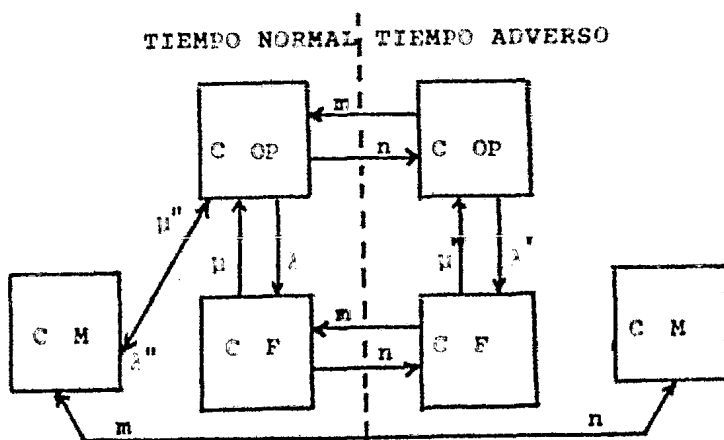 TIEMPO NORMAL TIEMPO ADVERSO
m
C OP
n
C OP
μ"
μ
λ
μ'
λ'
C M
λ"
m
C F
n
C F
C M
m
n